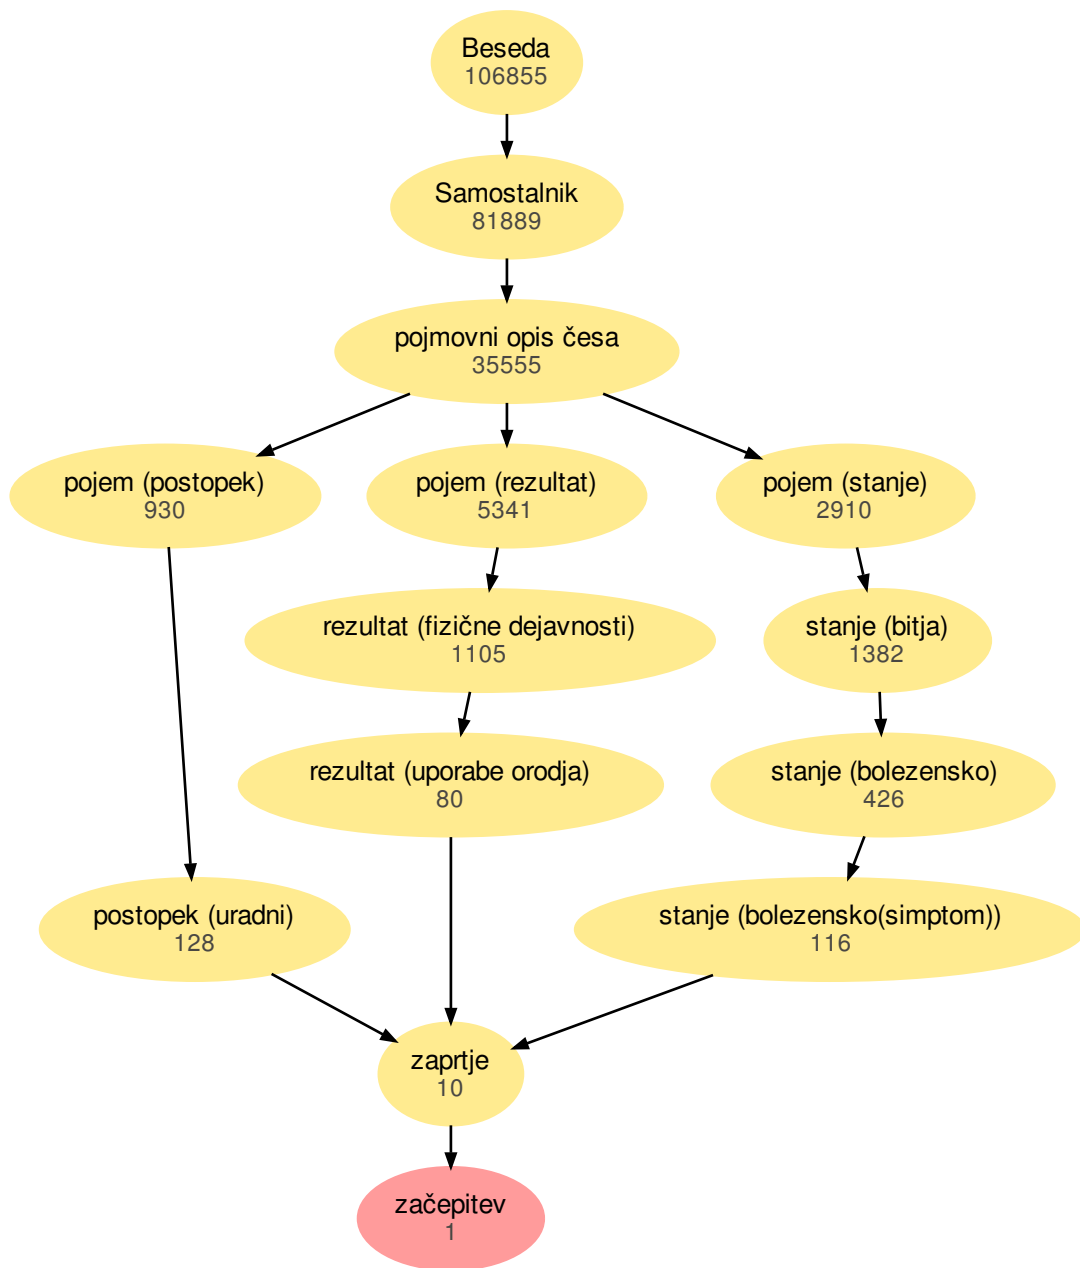 Beseda
106855
Samostalnik
81889
pojmovni opis česa
35555
pojem (postopek)
930
pojem (rezultat)
5341
pojem (stanje)
2910
rezultat (fizične dejavnosti)
1105
stanje (bitja)
1382
rezultat (uporabe orodja)
80
stanje (bolezensko)
426
postopek (uradni)
128
stanje (bolezensko(simptom))
116
zaprtje
10
začepitev
1